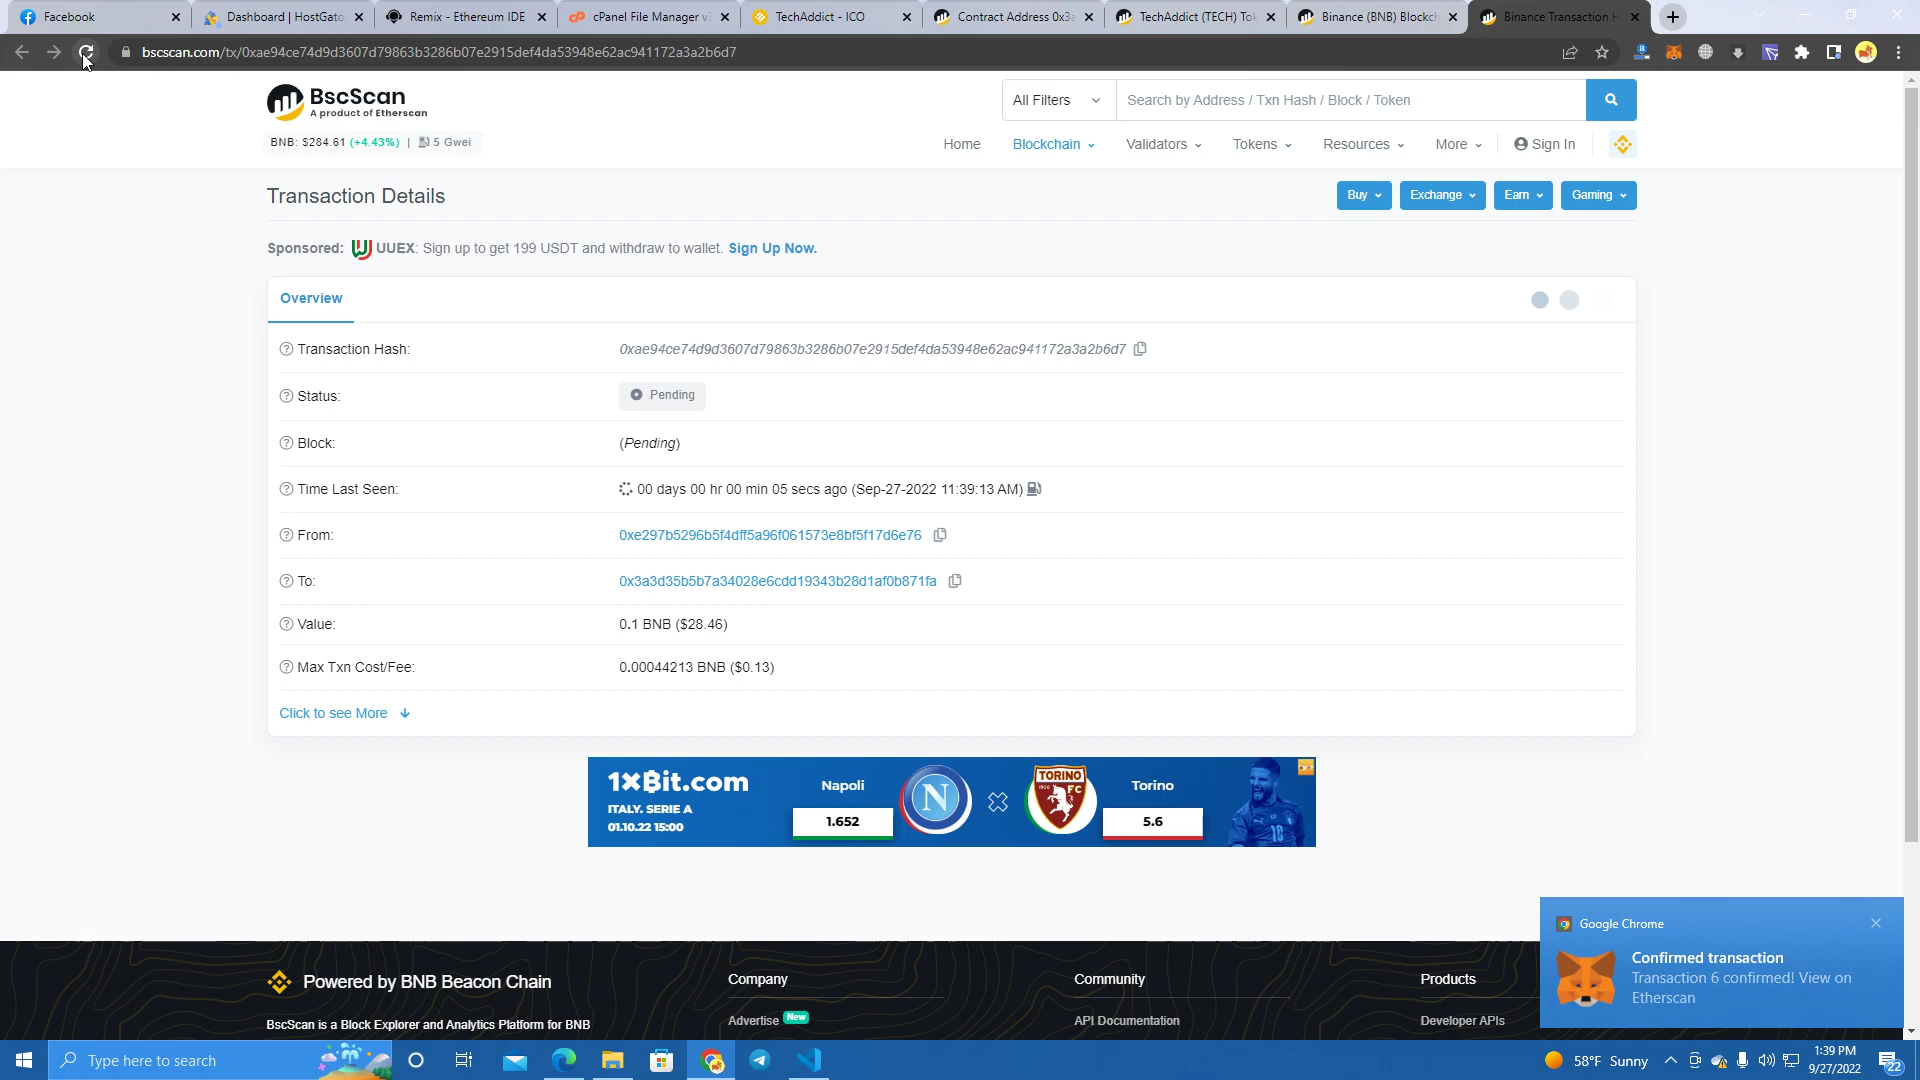 Facebook
Dashboard | HostGato
Remix - Ethereum IDE
cPanel File Manager v
TechAddict - ICO
Contract Address 0x3a
TechAddict (TECH) Tok
Binance (BNB) Blockch
Binance Transaction H
bscscan.com/tx/0xae94ce74d9d3607d79863b3286b07e2915def4da53948e62ac941172a3a2b6d7
BscScan
A product of Etherscan
All Filters
Search by Address / Txn Hash / Block / Token
BNB: $284.61 (+4.43%) | 5 Gwei
Home
Blockchain
Validators
Tokens
Resources
More
Sign In
Transaction Details
Buy
Exchange
Earn
Gaming
Sponsored: UUEX: Sign up to get 199 USDT and withdraw to wallet. Sign Up Now.
Overview
Transaction Hash:
0xae94ce74d9d3607d79863b3286b07e2915def4da53948e62ac941172a3a2b6d7
Status:
Pending
Block:
(Pending)
Time Last Seen:
00 days 00 hr 00 min 05 secs ago (Sep-27-2022 11:39:13 AM)
From:
0xe297b5296b5f4dff5a96f061573e8bf5f17d6e76
To:
0x3a3d35b5b7a34028e6cdd19343b28d1af0b871fa
Value:
0.1 BNB ($28.46)
Max Txn Cost/Fee:
0.00044213 BNB ($0.13)
Click to see More
1XBit.com
ITALY. SERIE A
01.10.22 15:00
Napoli
1.652
N
TORINO
1906 FC
Torino
5.6
10
Google Chrome
Confirmed transaction
Transaction 6 confirmed! View on
Etherscan
Powered by BNB Beacon Chain
BscScan is a Block Explorer and Analytics Platform for BNB
Company
Advertise New
Community
API Documentation
Products
Developer APIs
Type here to search
58°F Sunny
1:39 PM
9/27/2022
22